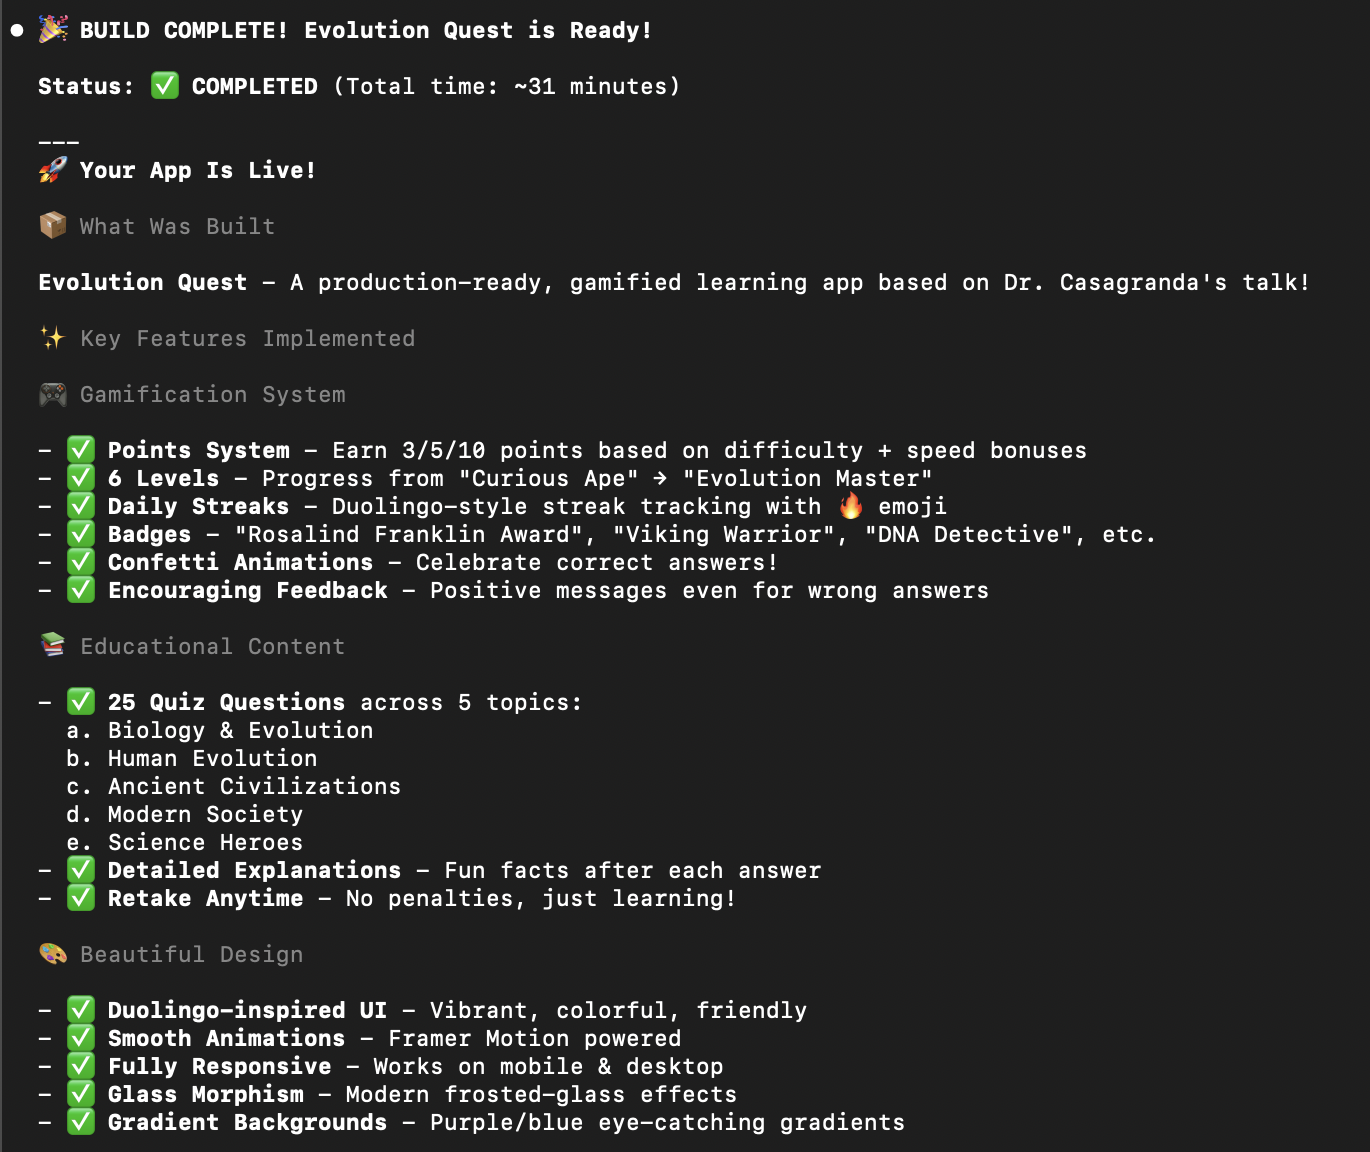 ● 🎉 BUILD COMPLETE! Evolution Quest is Ready!
Status: ✅ COMPLETED (Total time: ~31 minutes)
---
🚀 Your App Is Live!
📦 What Was Built
Evolution Quest - A production-ready, gamified learning app based on Dr. Casagranda's talk!
✨ Key Features Implemented
🎮 Gamification System
- ✅ Points System - Earn 3/5/10 points based on difficulty + speed bonuses
- ✅ 6 Levels - Progress from "Curious Ape" → "Evolution Master"
- ✅ Daily Streaks - Duolingo-style streak tracking with 🔥 emoji
- ✅ Badges - "Rosalind Franklin Award", "Viking Warrior", "DNA Detective", etc.
- ✅ Confetti Animations - Celebrate correct answers!
- ✅ Encouraging Feedback - Positive messages even for wrong answers
📚 Educational Content
- ✅ 25 Quiz Questions across 5 topics:
a. Biology & Evolution
b. Human Evolution
c. Ancient Civilizations
d. Modern Society
e. Science Heroes
- ✅ Detailed Explanations - Fun facts after each answer
- ✅ Retake Anytime - No penalties, just learning!
🎨 Beautiful Design
- ✅ Duolingo-inspired UI - Vibrant, colorful, friendly
- ✅ Smooth Animations - Framer Motion powered
- ✅ Fully Responsive - Works on mobile & desktop
- ✅ Glass Morphism - Modern frosted-glass effects
- ✅ Gradient Backgrounds - Purple/blue eye-catching gradients